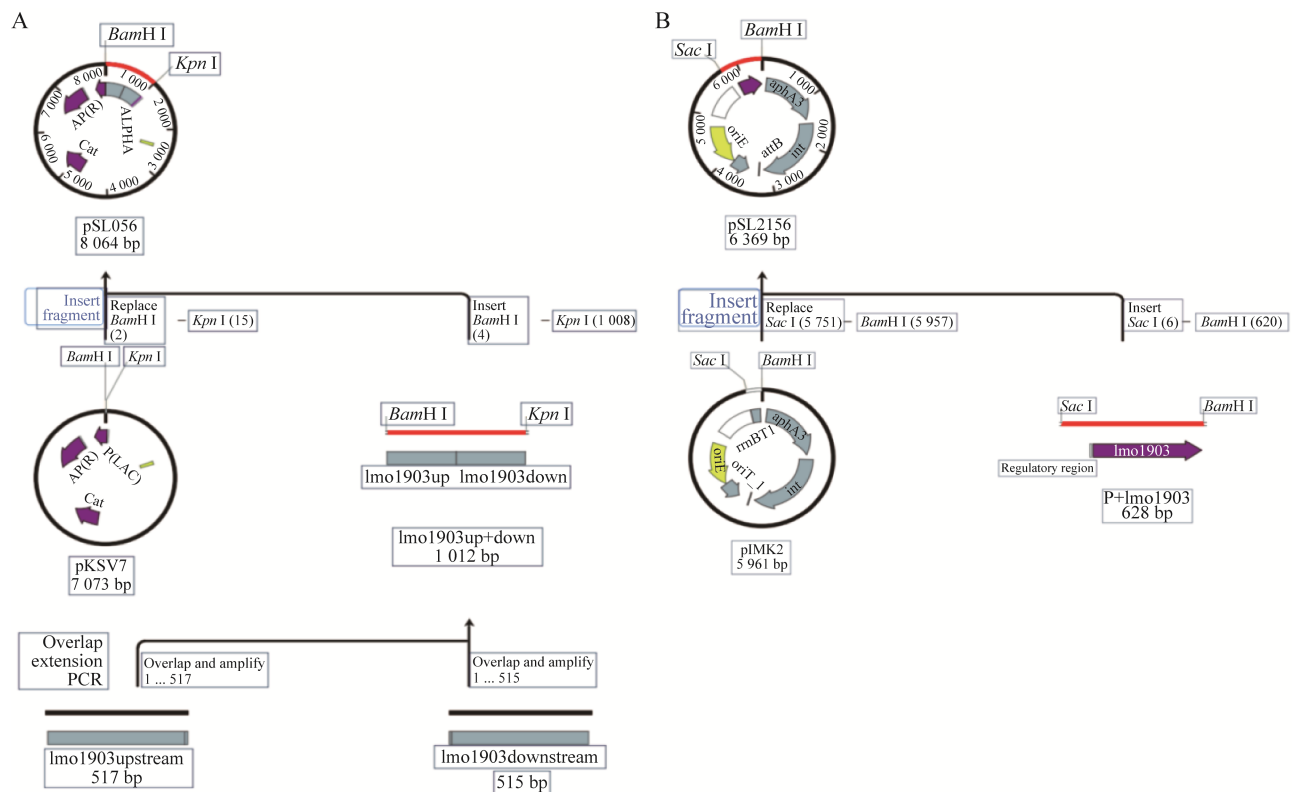 A
BamH I
Kpn I
8 000
1 000
2 000
3 000
4 000
5 000
6 000
7 000
AP(R)
ALPHA
Cat
pSL056
8 064 bp
Insert
fragment
Replace
BamH I
(2)
Kpn I (15)
Insert
BamH I
(4)
Kpn I (1 008)
BamH I
Kpn I
AP(R)
P(LAC)
Cat
pKSV7
7 073 bp
BamH I
Kpn I
lmo1903up lmo1903down
lmo1903up+down
1 012 bp
Overlap
extension
PCR
Overlap and amplify
1 ... 517
Overlap and amplify
1 ... 515
lmo1903upstream
517 bp
lmo1903downstream
515 bp
B
Sac I
BamH I
6 000
1 000
2 000
3 000
4 000
5 000
aphA3
int
attB
oriE
pSL2156
6 369 bp
Insert
fragment
Replace
Sac I (5 751)
BamH I (5 957)
Insert
Sac I (6)
BamH I (620)
Sac I
BamH I
aphA3
rrnBT1
oriE
oriT_1
int
pIMK2
5 961 bp
Sac I
BamH I
lmo1903
Regulatory region
P+lmo1903
628 bp